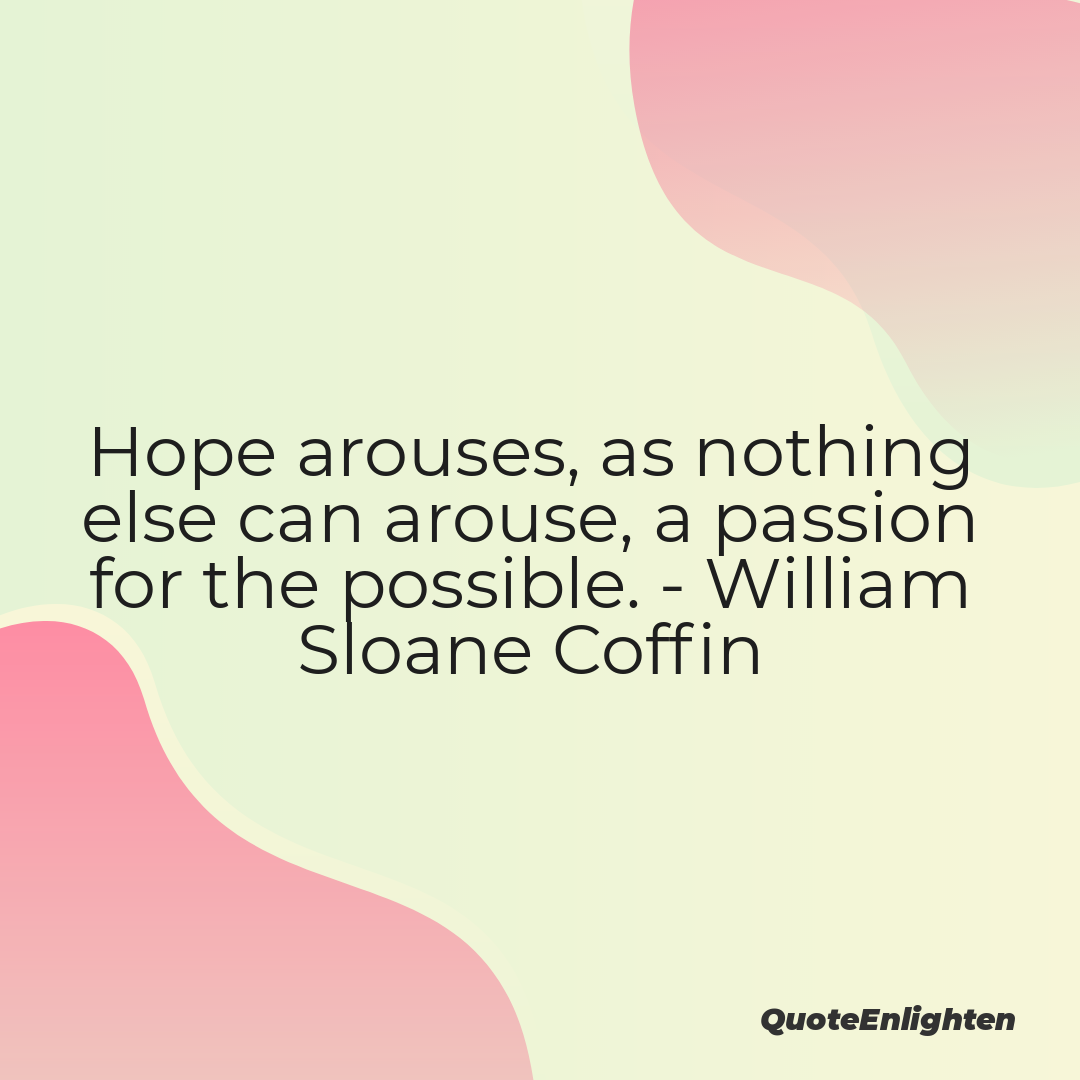 Hope arouses, as nothing
else can arouse, a passion
for the possible. - William
Sloane Coffin
QuoteEnlighten